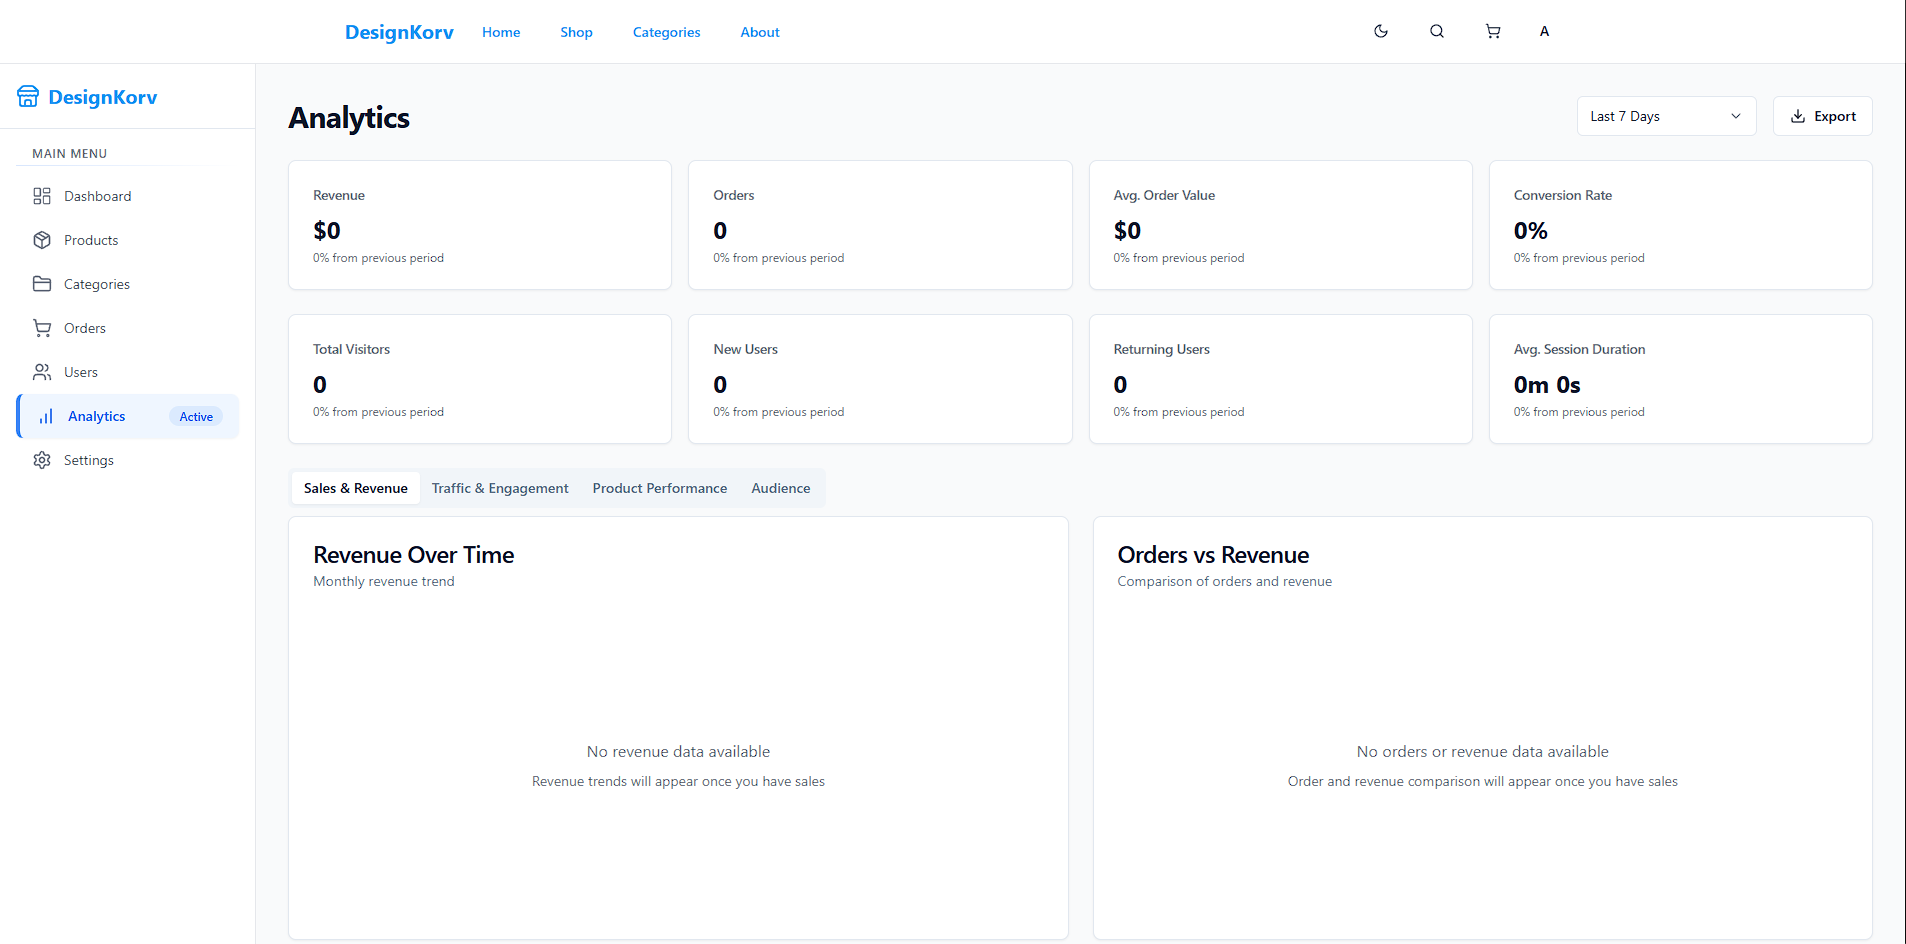 DesignKorv Home Shop Categories About A
DesignKorv
MAIN MENU
Dashboard
Products
Categories
Orders
Users
Analytics Active
Settings
Analytics Last 7 Days Export
Revenue
$0
0% from previous period
Orders
0
0% from previous period
Avg. Order Value
$0
0% from previous period
Conversion Rate
0%
0% from previous period
Total Visitors
0
0% from previous period
New Users
0
0% from previous period
Returning Users
0
0% from previous period
Avg. Session Duration
0m 0s
0% from previous period
Sales & Revenue Traffic & Engagement Product Performance Audience
Revenue Over Time
Monthly revenue trend
No revenue data available
Revenue trends will appear once you have sales
Orders vs Revenue
Comparison of orders and revenue
No orders or revenue data available
Order and revenue comparison will appear once you have sales